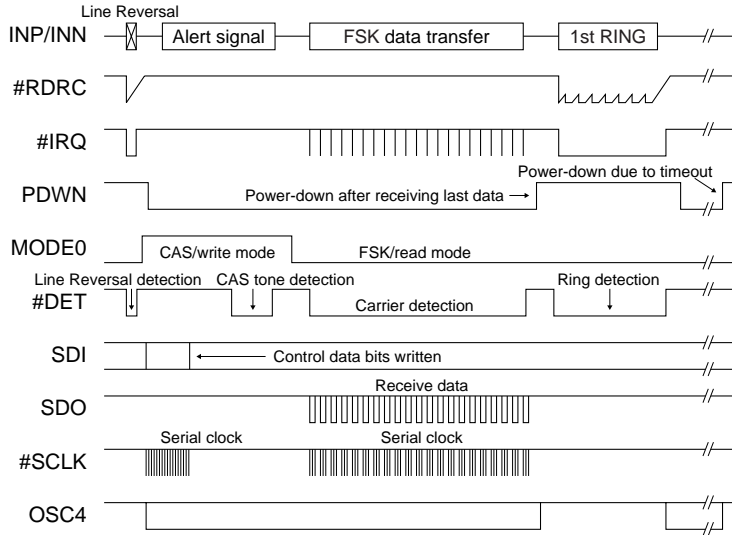 Line Reversal
INP/INN
Alert signal
FSK data transfer
1st RING
#RDRC
#IRQ
Power-down due to timeout
PDWN
Power-down after receiving last data
MODE0
CAS/write mode
FSK/read mode
Line Reversal detection
CAS tone detection
Ring detection
#DET
Carrier detection
SDI
Control data bits written
Receive data
SDO
Serial clock
Serial clock
#SCLK
OSC4